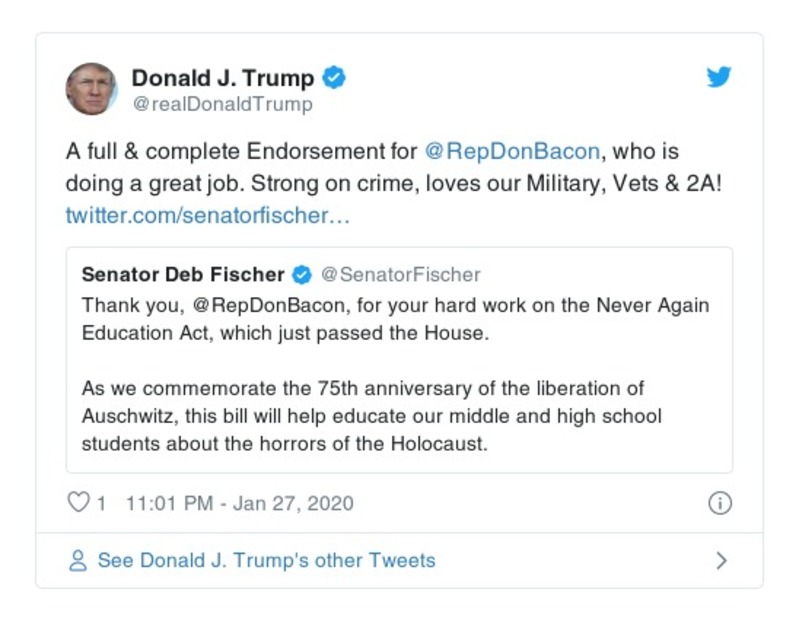 Donald J. Trump
@realDonaldTrump
A full & complete Endorsement for @RepDonBacon, who is
doing a great job. Strong on crime, loves our Military, Vets & 2A!
twitter.com/senatorfischer…
Senator Deb Fischer @SenatorFischer
Thank you, @RepDonBacon, for your hard work on the Never Again
Education Act, which just passed the House.
As we commemorate the 75th anniversary of the liberation of
Auschwitz, this bill will help educate our middle and high school
students about the horrors of the Holocaust.
1 11:01 PM - Jan 27, 2020
See Donald J. Trump's other Tweets